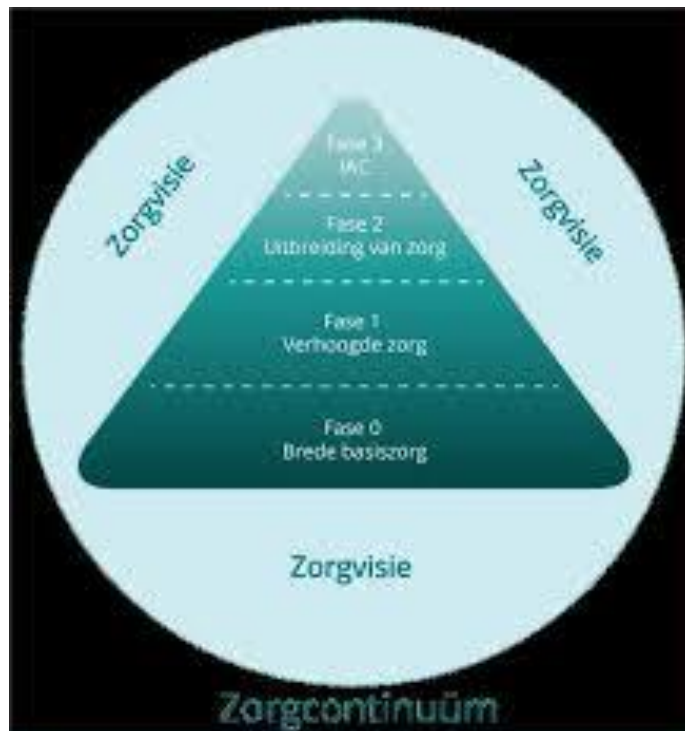 Zorgvisie
Zorgvisie
Fase 3
IAC
Fase 2
Uitbreiding van zorg
Fase 1
Verhoogde zorg
Fase 0
Brede basiszorg
Zorgvisie
Zorgcontinuüm